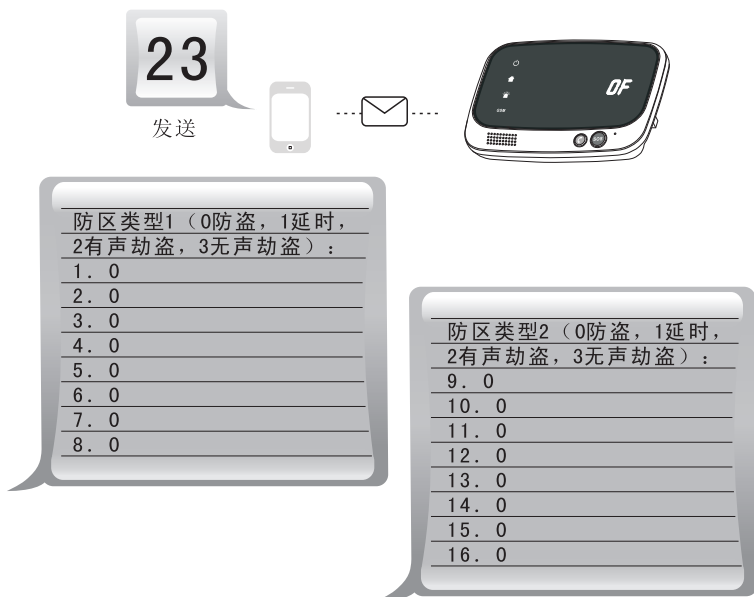 23
发送
OF
GSM
防区类型1（0防盗，1延时，
2有声劫盗，3无声劫盗）：
1. 0
2. 0
3. 0
4. 0
5. 0
6. 0
7. 0
8. 0
防区类型2（0防盗，1延时，
2有声劫盗，3无声劫盗）：
9. 0
10. 0
11. 0
12. 0
13. 0
14. 0
15. 0
16. 0